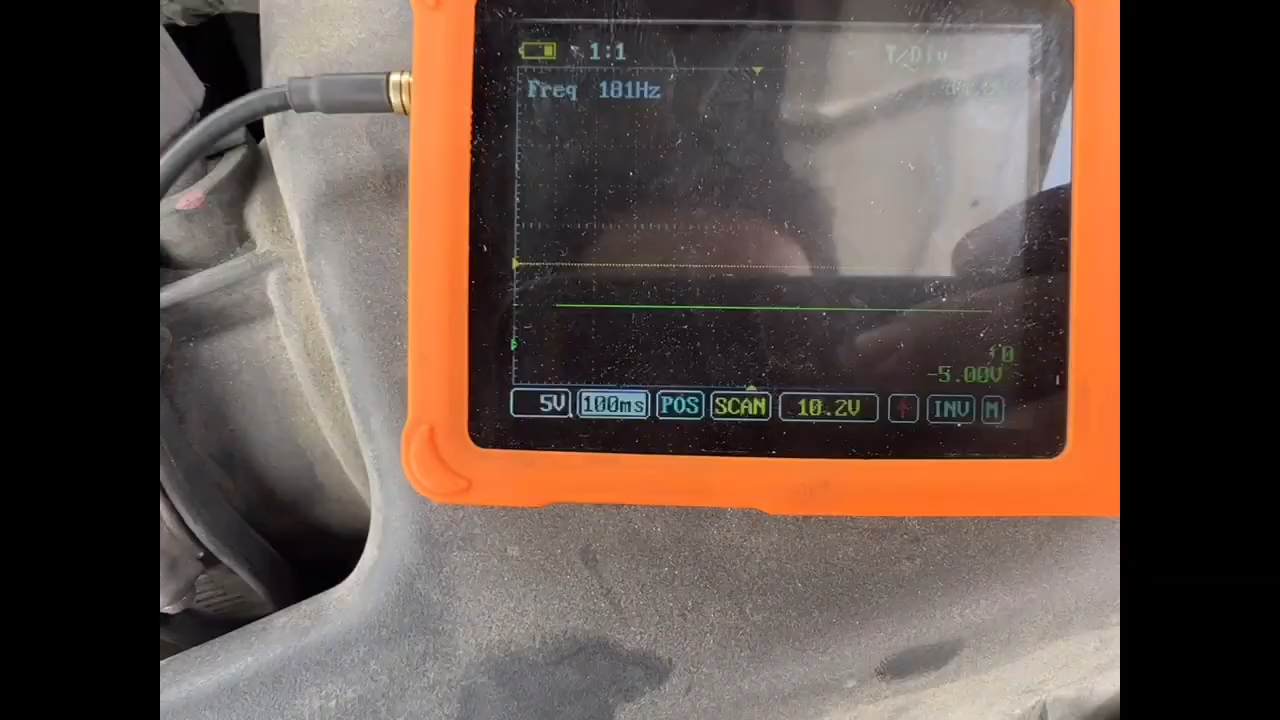 1:1 T/Div
Freq 181Hz
-5.00V
5V 100ms POS SCAN 10.2V INV M